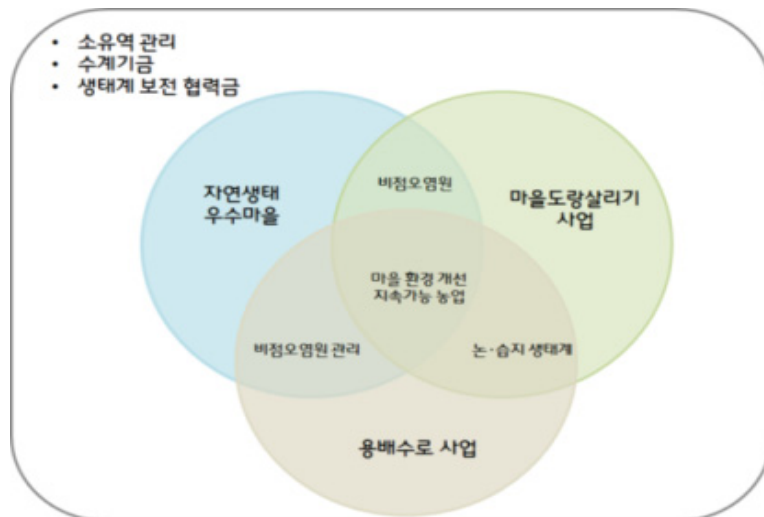 • 소유역 관리
• 수계기금
• 생태계 보전 협력금
자연생태
우수마을
비점오염원
마을도랑살리기
사업
마을 환경 개선
지속가능 농업
비점오염원 관리
논·습지 생태계
용배수로 사업